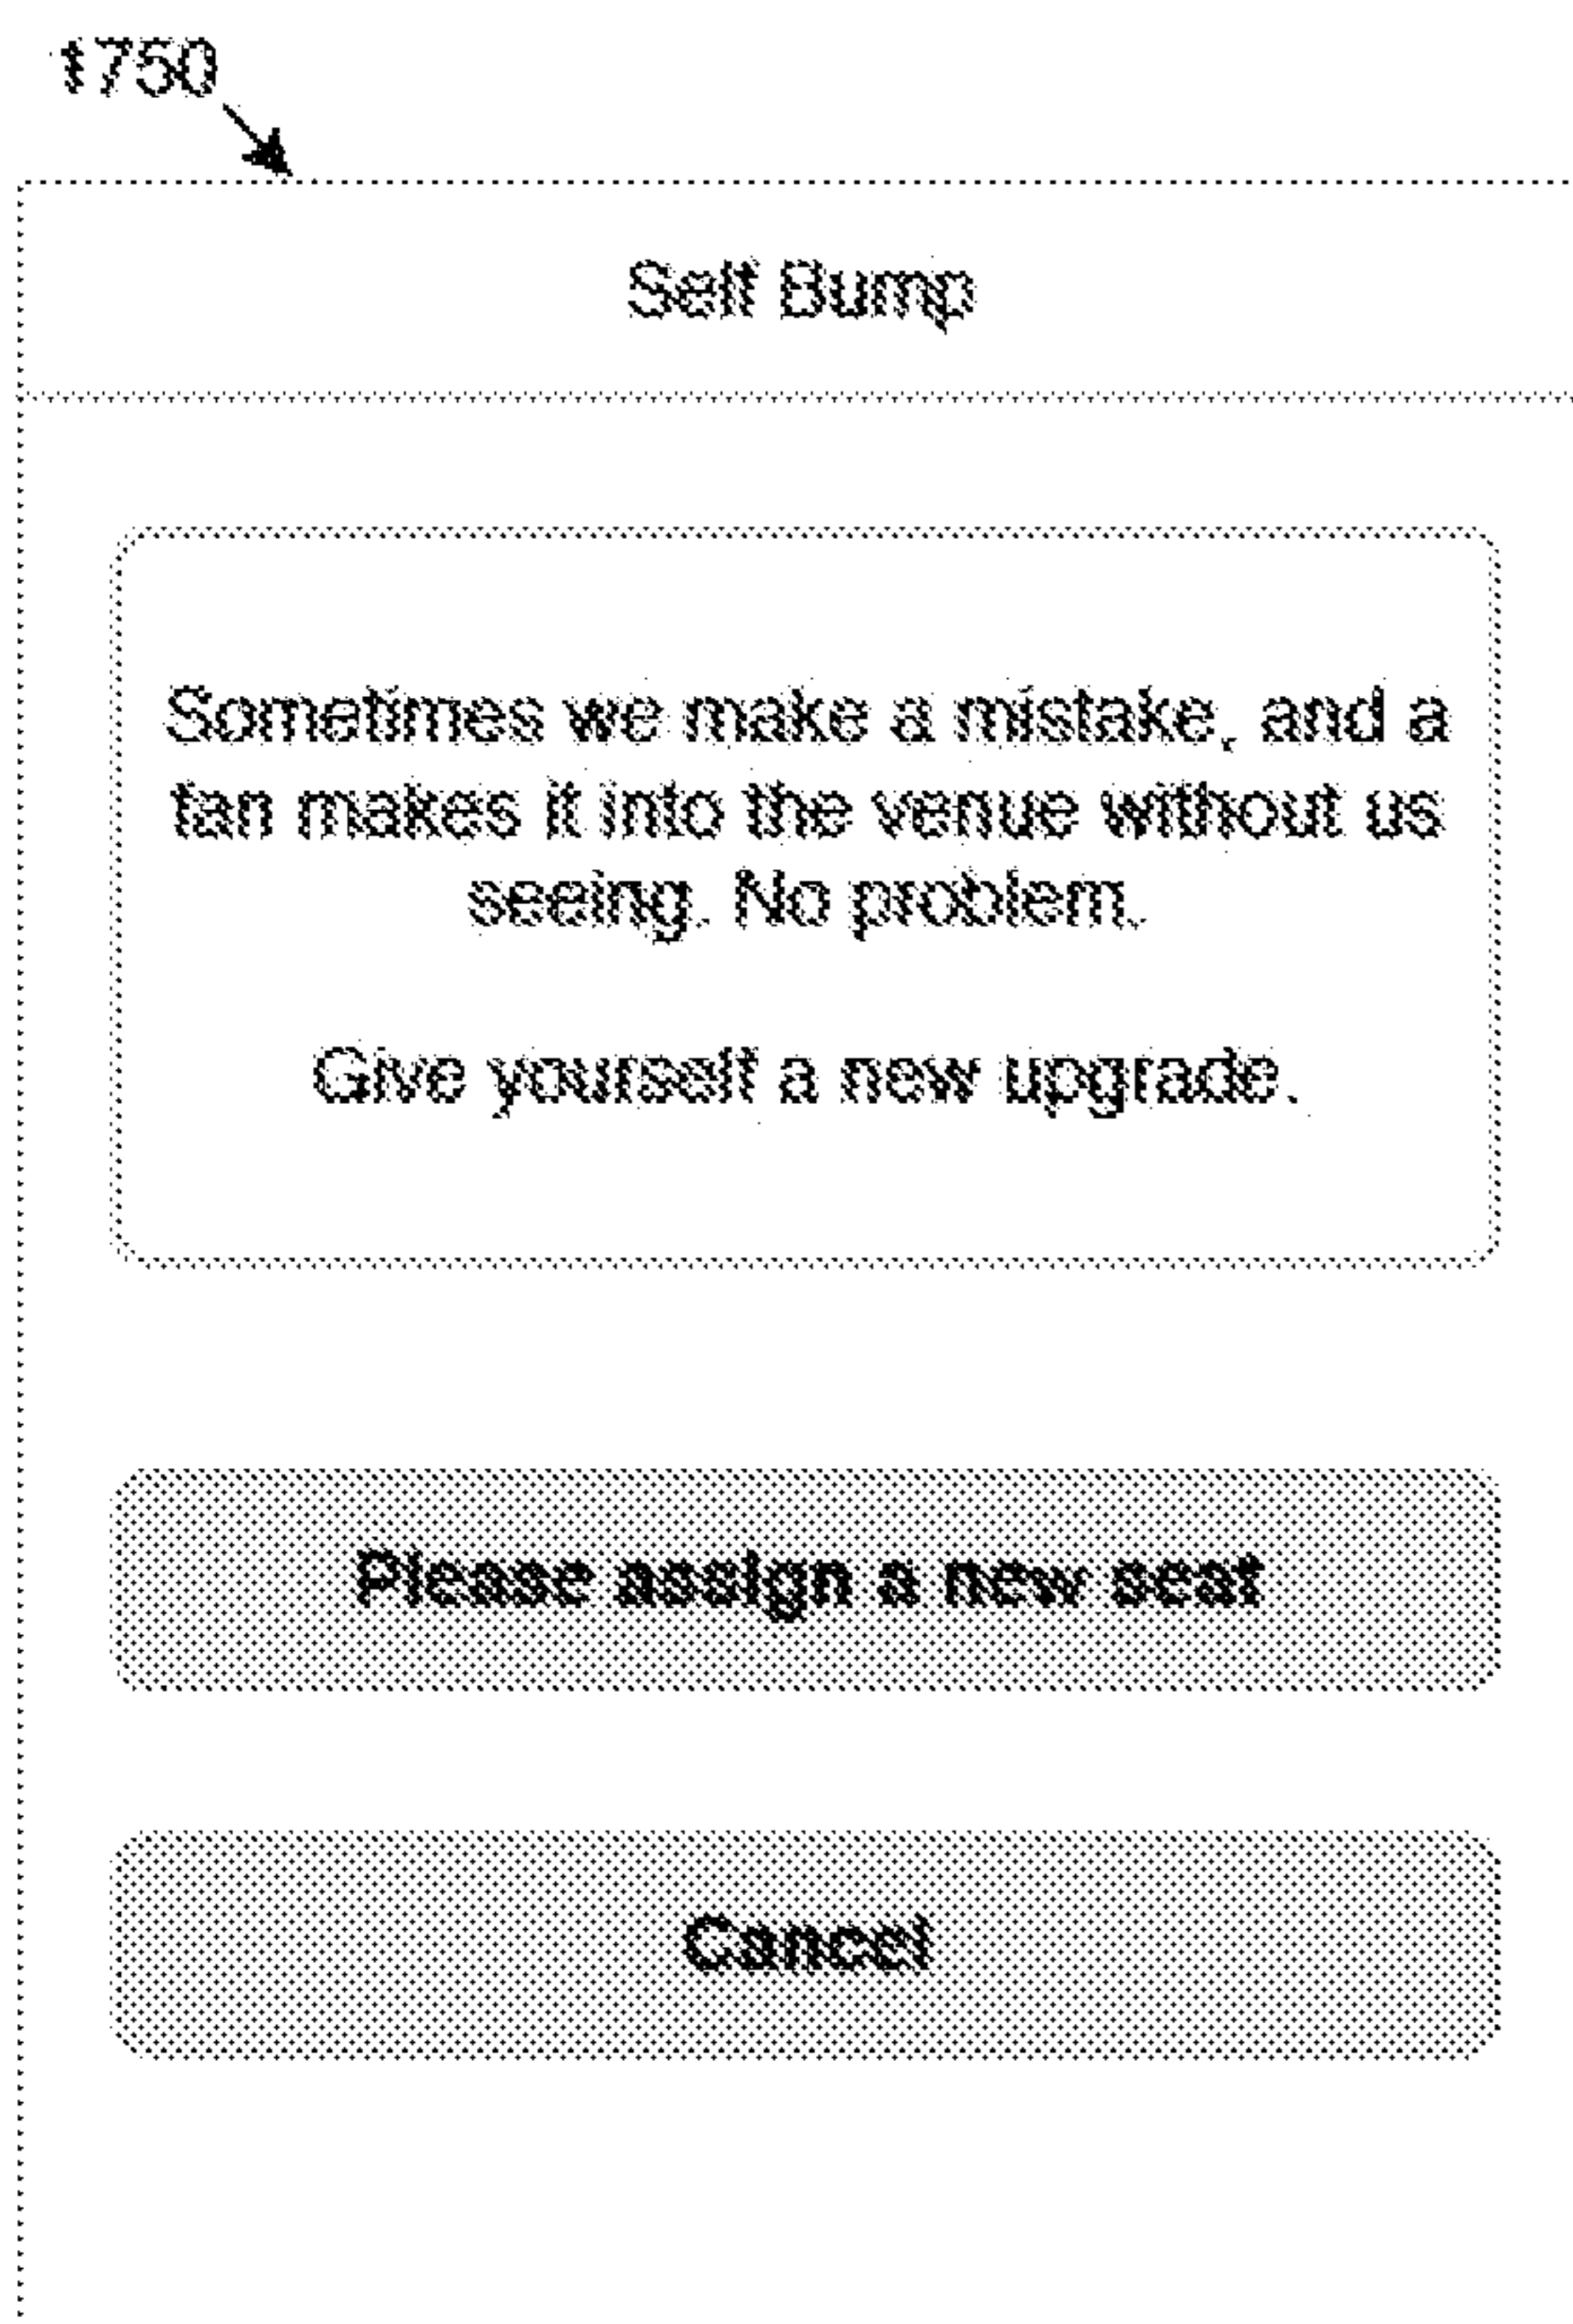 1750
Self Bump
Sometimes we make a mistake, and a
fan makes it into the venue without us
seeing. No problem.
Give yourself a new upgrade.
Please assign a new seat
Cancel